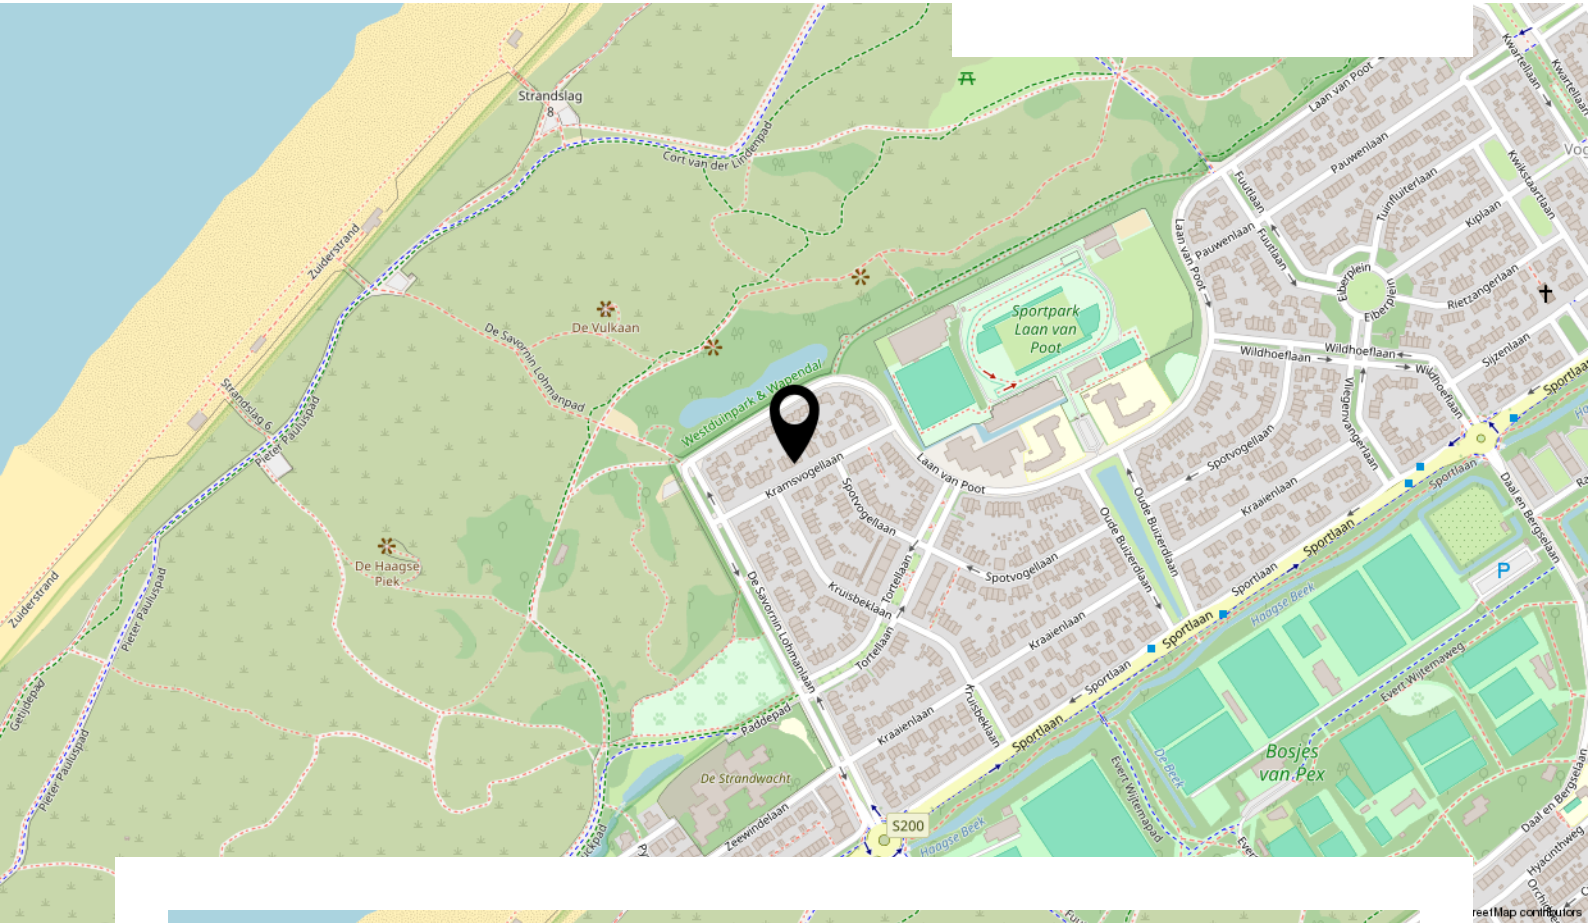 Kwartellaan
Kwartellaan
Laan van Poot
Strandslag
8
Pauwenlaan
Cort van der Lindenpad
Kwikstaartlaan
Fuutlaan
Tuinfluiterlaan
Kiplaan
Laan van Poot
Pauwenlaan
Fuutlaan
Zuiderstrand
Eiberplein
Eiberplein
Rietzangerlaan
De Vulkaan
Sportpark
Laan van
Poot
De Savornin Lohmanpad
Wildhoeflaan
Wildhoeflaan
Sijzenlaan
Wildhoeflaan
Westduinpark & Wapendal
Vliegenvangerlaan
Strandslag 6
Pieter Pauluspad
Laan van Poot
Kramsvogellaan
Spotvogellaan
Spotvogellaan
Oude Buizerdlaan
Oude Buizerdlaan
Kraaienlaan
Sportlaan
Sportlaan
Daal en Bergselaan
De Haagse
Piek
Zuiderstrand
Pieter Pauluspad
De Savornin Lohmanlaan
Kruisbeklaan
Tortellaan
Spotvogellaan
Sportlaan
Haagse Beek
P
Kraaienlaan
Sportlaan
Tortellaan
Sportlaan
Evert Wijtemaweg
Getijdepad
Pieter Pauluspad
Paddepad
Kraaienlaan
Kruisbeklaan
Sportlaan
De Strandwacht
Bosjes
van Pex
De Beek
Evert Wijtemapad
Daal en Bergselaan
Zeewindelaan
S200
Haagse Beek
Hyacinthweg